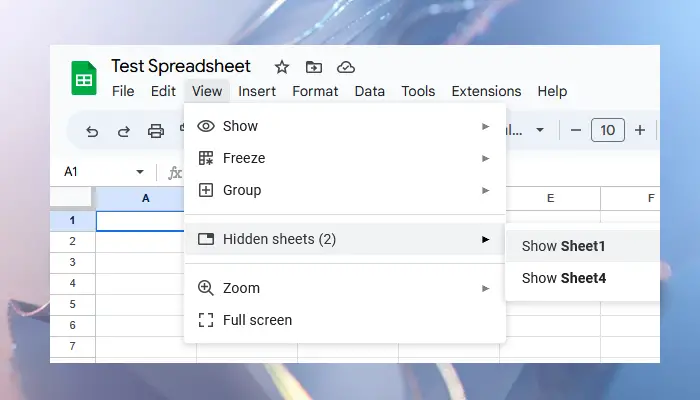 Test Spreadsheet
File Edit View Insert Format Data Tools Extensions Help
10
A1 fx
A E F
1
2
3
4
5
6
7
Show
Freeze
Group
Hidden sheets (2)
Show Sheet1
Show Sheet4
Zoom
Full screen